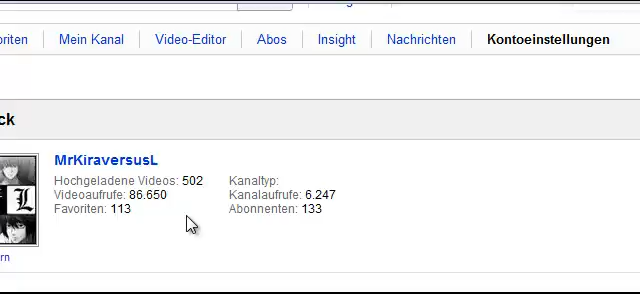 Mein Kanal Video-Editor Abos Insight Nachrichten Kontoeinstellungen
MrKiraversusL
Hochgeladene Videos: 502 Kanaltyp:
Videoaufrufe: 86.650 Kanalaufrufe: 6.247
Favoriten: 113 Abonnenten: 133
L